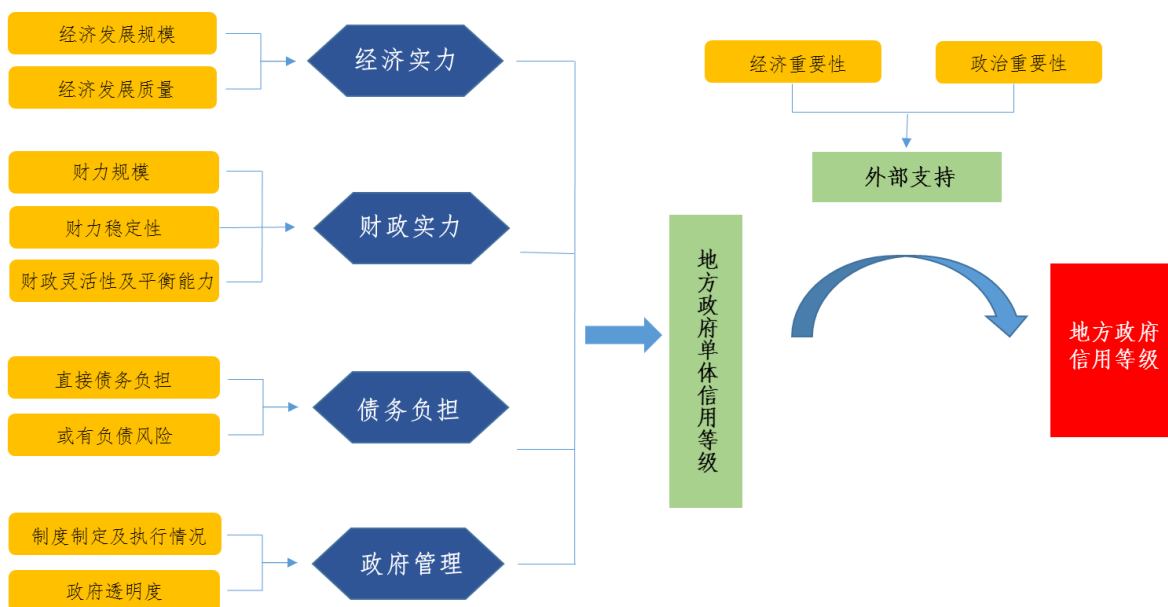 经济发展规模
经济发展质量
经济实力
财力规模
财力稳定性
财政灵活性及平衡能力
财政实力
直接债务负担
或有负债风险
债务负担
制度制定及执行情况
政府透明度
政府管理
地方政府单体信用等级
经济重要性
政治重要性
外部支持
地方政府
信用等级